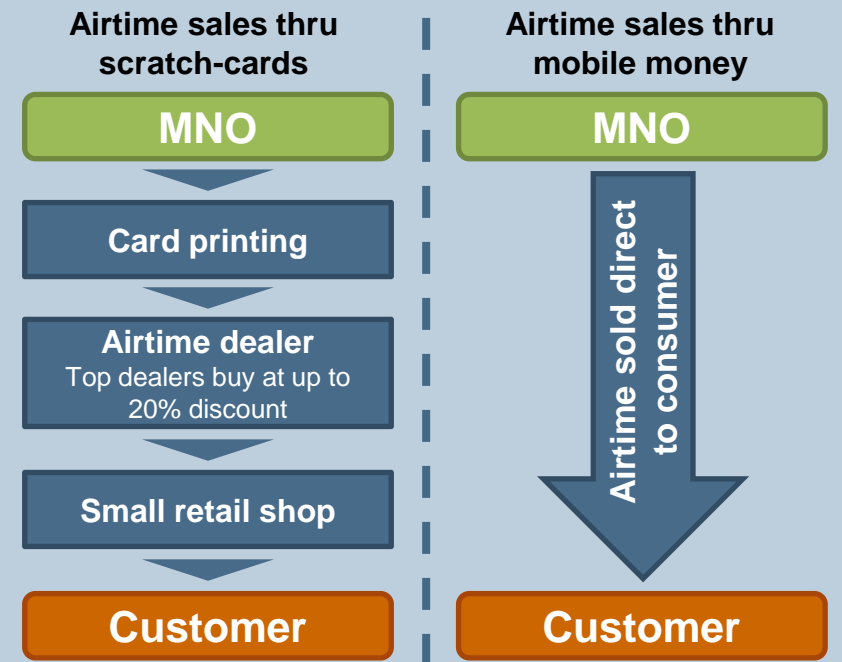 Airtime sales thru
scratch-cards
MNO
Card printing
Airtime dealer
Top dealers buy at up to
20% discount
Small retail shop
Customer
Airtime sales thru
mobile money
MNO
Airtime sold direct
to consumer
Customer